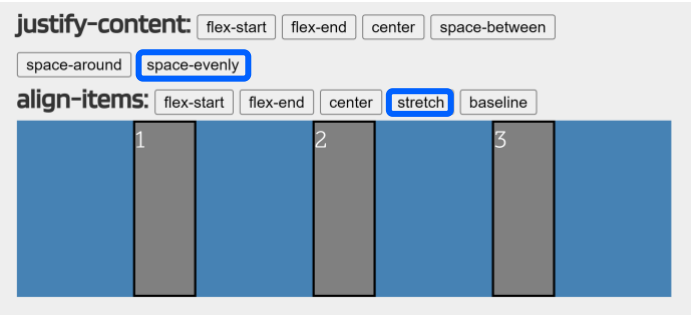 justify-content: flex-start flex-end center space-between
space-around space-evenly
align-items: flex-start flex-end center stretch baseline
1 2 3